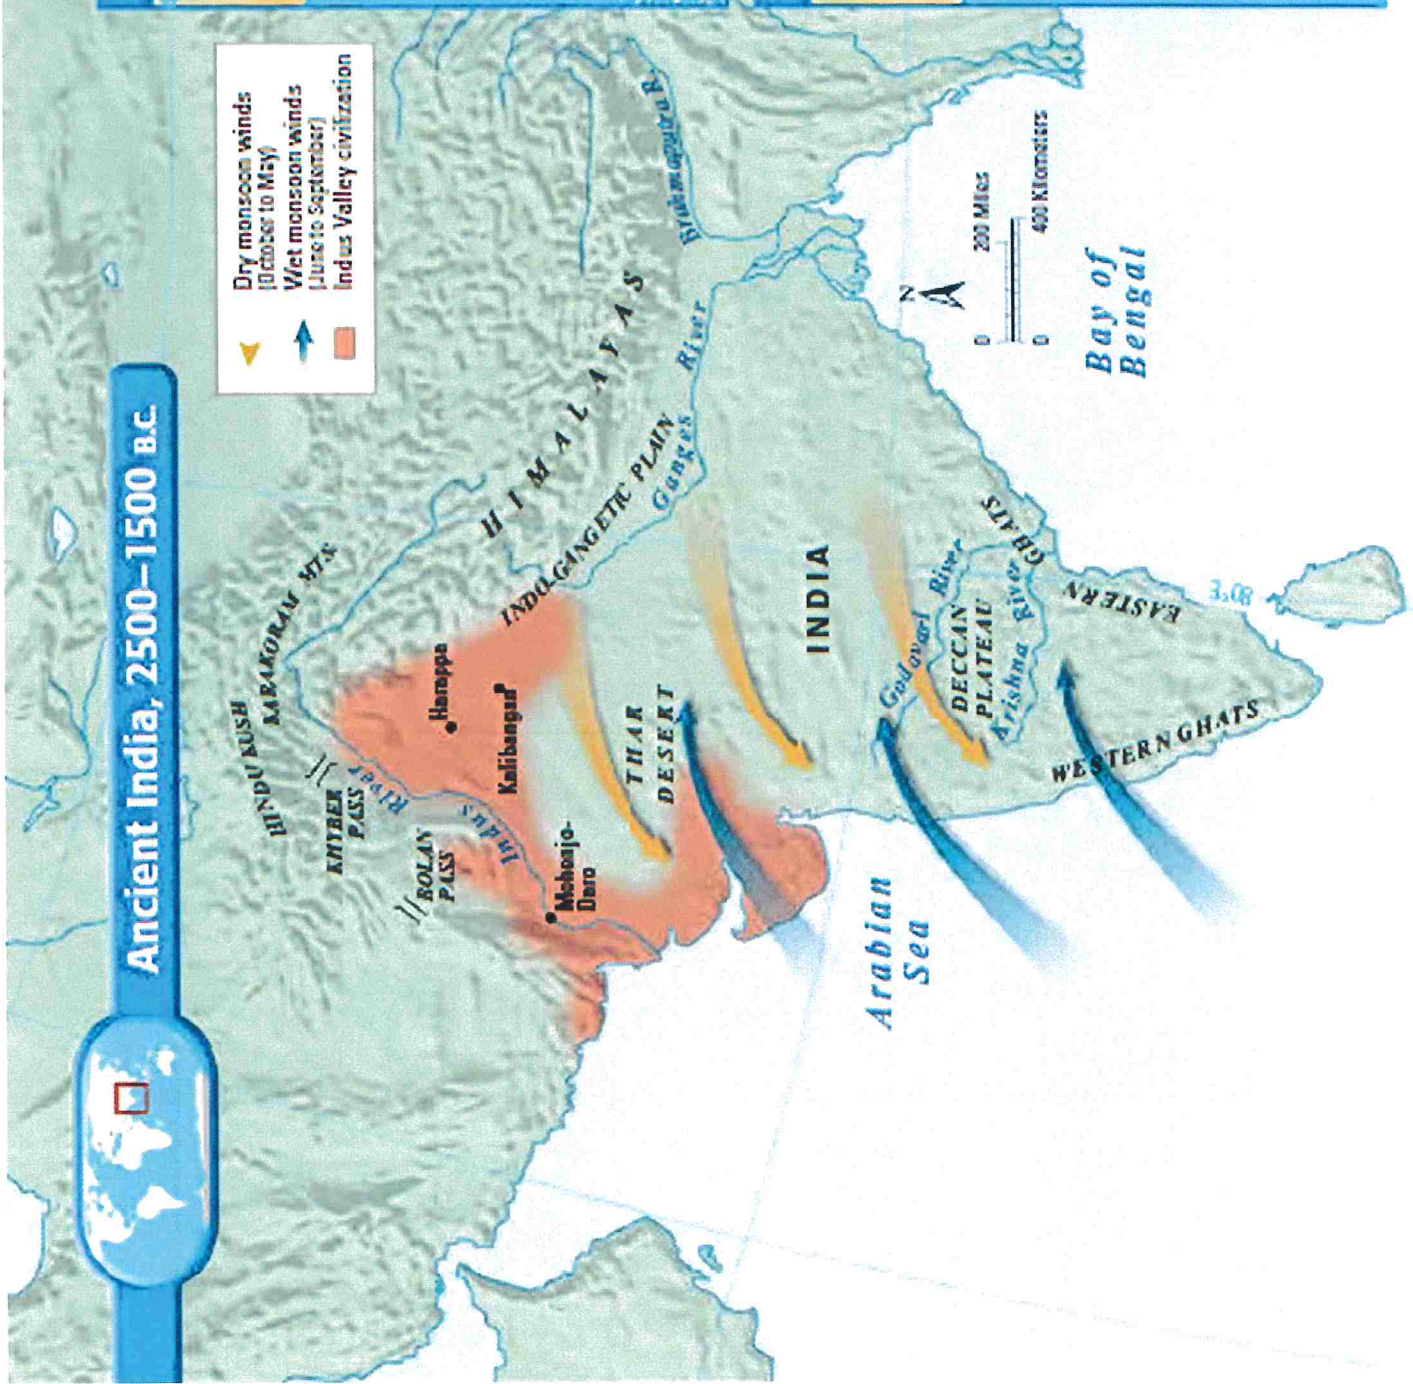 Ancient India, 2500–1500 B.C.
Dry monsoon winds
(October to May)
Wet monsoon winds
(June to September)
Indus Valley civilization
HINDU KUSH
KARAKORAM MTS.
KHYBER
PASS
BOLAN
PASS
Indus River
Harappa
Kalibangan
Mohenjo-
Daro
HIMALAYAS
INDO-GANGETIC PLAIN
Ganges River
Brahmaputra R.
THAR
DESERT
INDIA
Godavari River
DECCAN
PLATEAU
Krishna River
EASTERN GHATS
WESTERN GHATS
Arabian
Sea
Bay of
Bengal
N
0 200 Miles
0 400 Kilometers
80°E